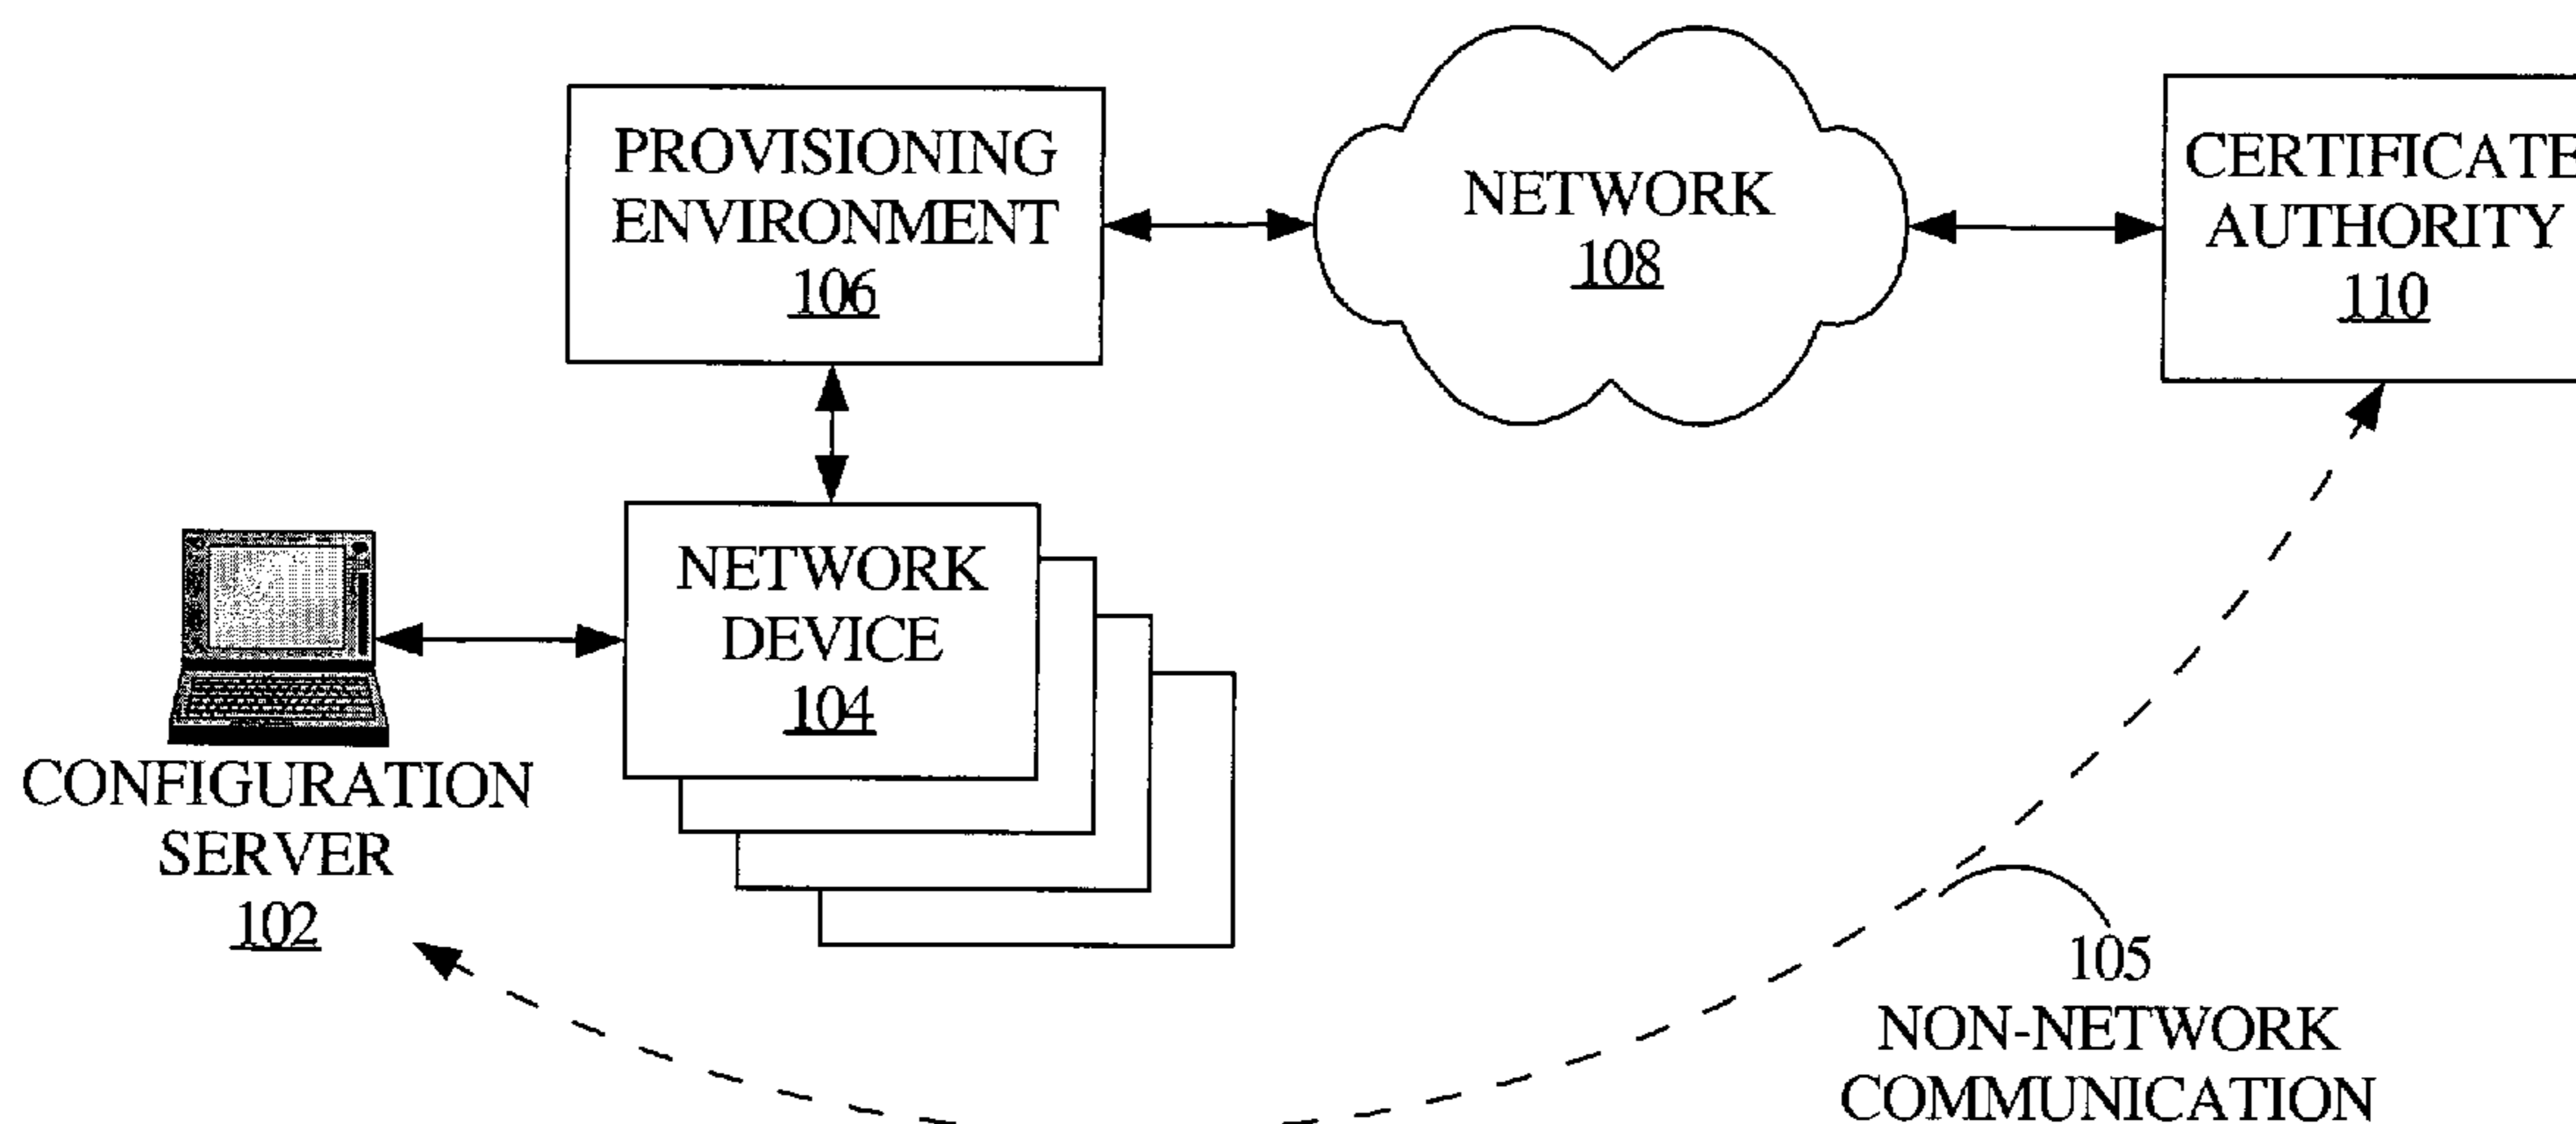 PROVISIONING
ENVIRONMENT
106
NETWORK
108
CERTIFICATE
AUTHORITY
110
NETWORK
DEVICE
104
CONFIGURATION
SERVER
102
105
NON-NETWORK
COMMUNICATION